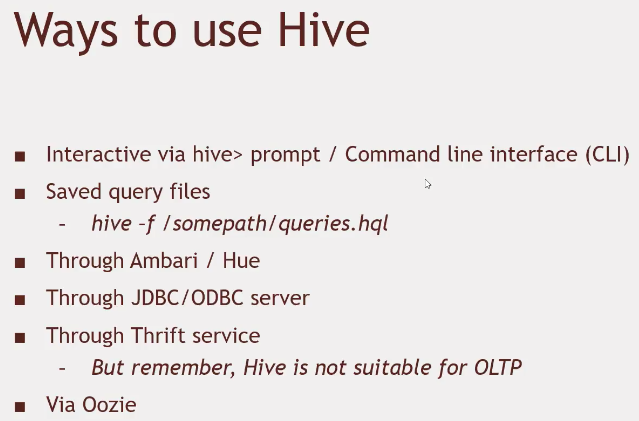 Ways to use Hive
■ Interactive via hive> prompt / Command line interface (CLI)
■ Saved query files
– hive –f /somepath/queries.hql
■ Through Ambari / Hue
■ Through JDBC/ODBC server
■ Through Thrift service
– But remember, Hive is not suitable for OLTP
■ Via Oozie